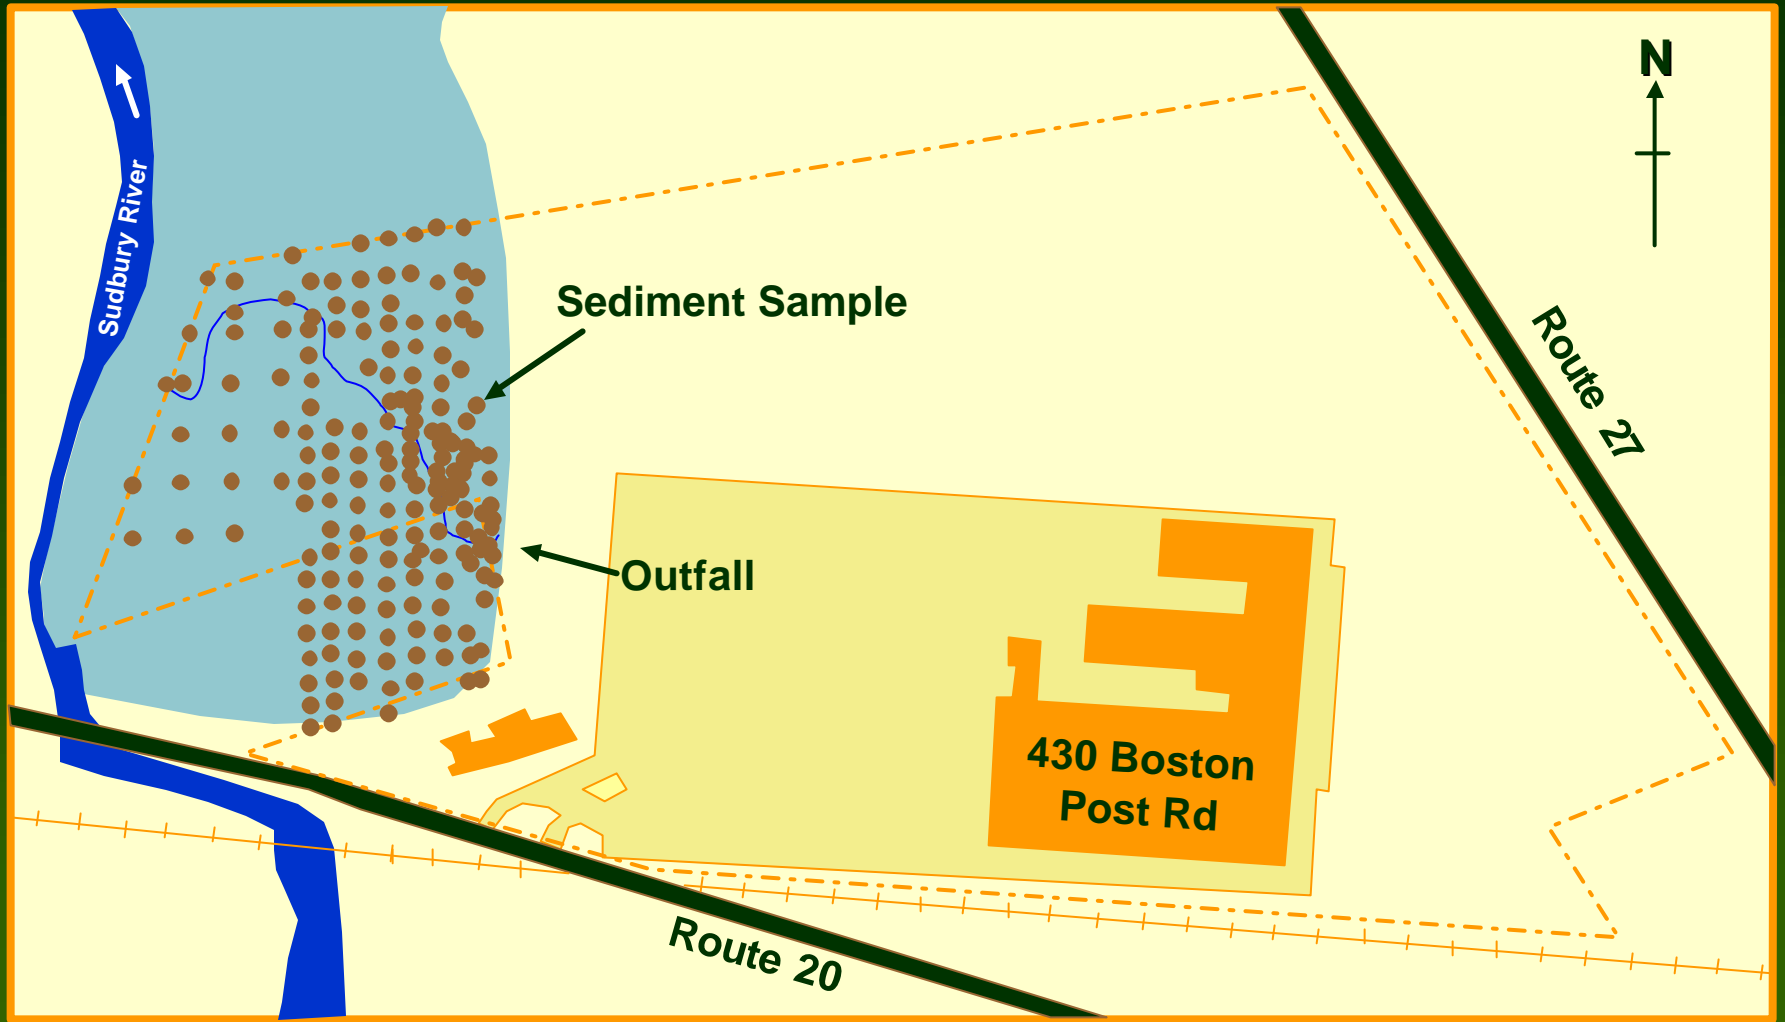 N
Sudbury River
Sediment Sample
Route 27
Outfall
430 Boston
Post Rd
Route 20